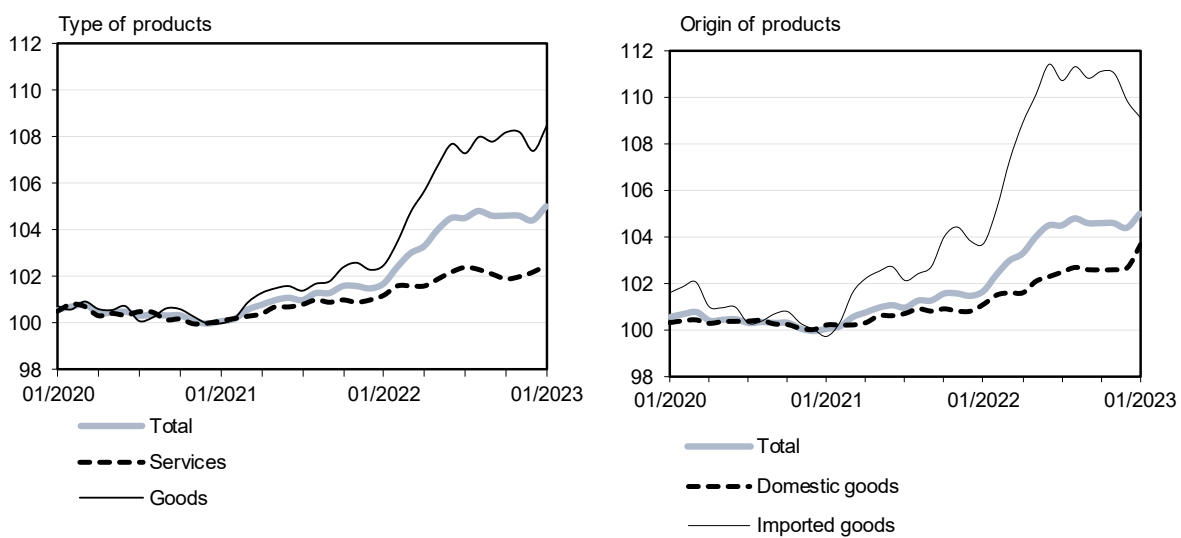 Type of products
112
110
108
106
104
102
100
98
01/2020 01/2021 01/2022 01/2023
Total
Services
Goods
Origin of products
112
110
108
106
104
102
100
98
01/2020 01/2021 01/2022 01/2023
Total
Domestic goods
Imported goods